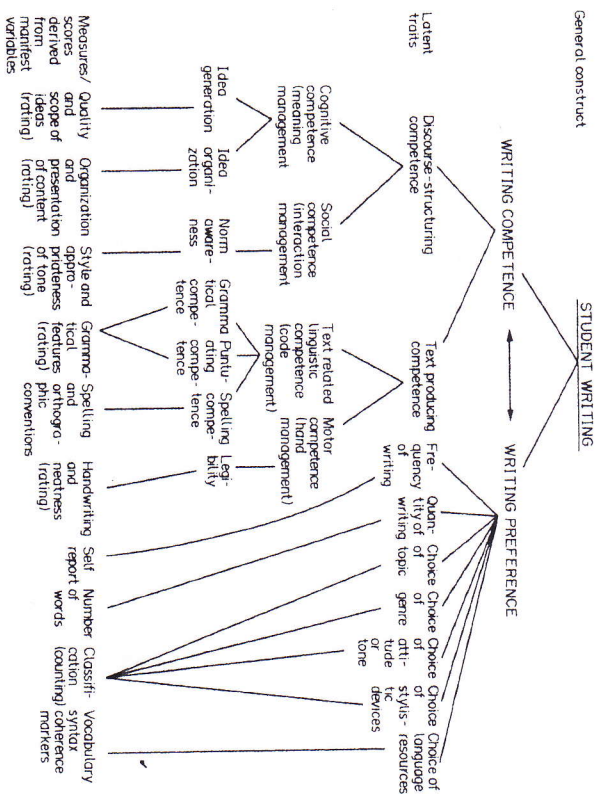 General construct
STUDENT WRITING
WRITING COMPETENCE
WRITING PREFERENCE
Latent
traits
Discourse-structuring
competence
Text producing
competence
Fre-
quency
of
writing
Quan-
tity of
writing
Choice
of
topic
Choice
of
genre
Choice
of
atti-
tude
or
tone
Choice
of
stylis-
tic
devices
Choice of
language
resources
Cognitive
competence
(meaning
management
Social
competence
(interaction
management
Text related
linguistic
competence
(code
management)
Motor
competence
(hand
management)
Idea
generation
Idea
organi-
zation
Norm
aware-
ness
Gramma
tical
compe-
tence
Puntu-
ating
compe-
tence
Spelling
compe-
tence
Legi-
bility
Measures/
scores
derived
from
manifest
variables
Quality
and
scope of
ideas
(rating)
Organization
and
presentation
of content
(rating)
Style and
appro-
priateness
of tone
(rating)
Gramma-
tical
features
(rating)
Spelling
and
orthogra-
phic
conventions
Handwriting
and
neatness
(rating)
Self
report
Number
of
words
Classifi-
cation
(counting)
Vocabulary
syntax
coherence
markers